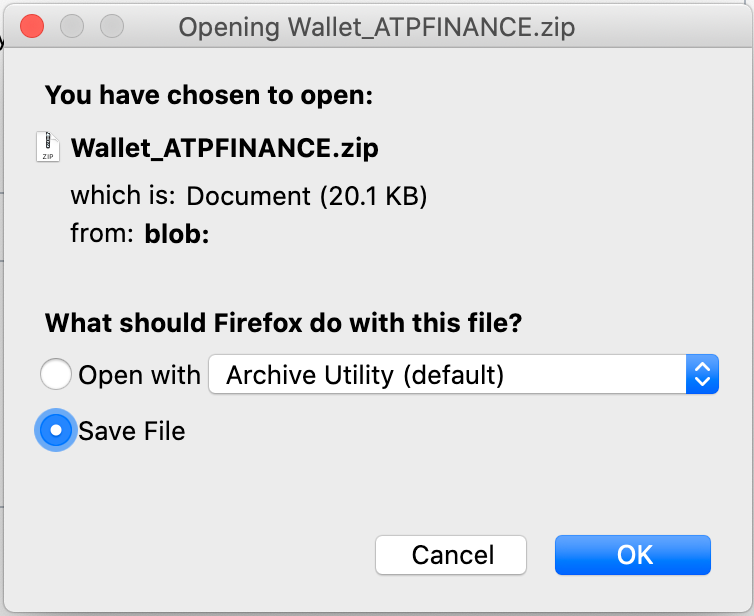 Opening Wallet_ATPFINANCE.zip
You have chosen to open:
ZIP
Wallet_ATPFINANCE.zip
which is: Document (20.1 KB)
from: blob:
What should Firefox do with this file?
Open with Archive Utility (default)
Save File
Cancel OK